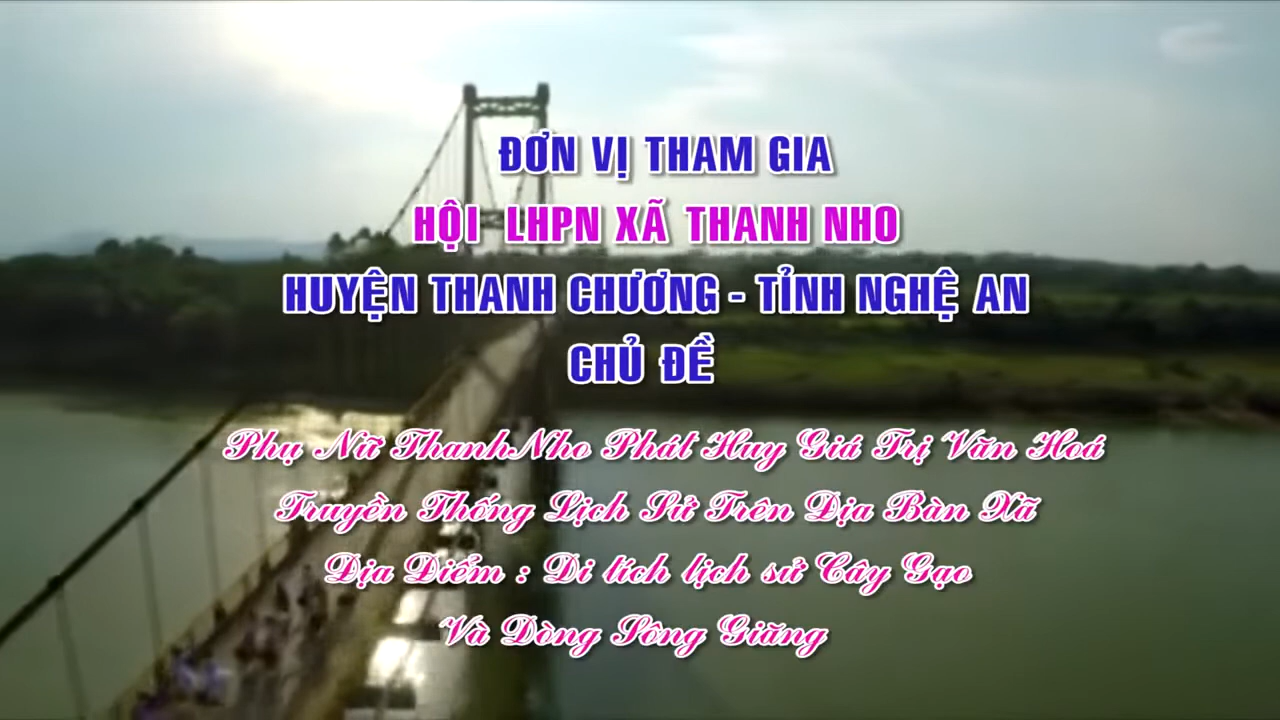 ĐƠN VỊ THAM GIA
HỘI LHPN XÃ THANH NHO
HUYỆN THANH CHƯƠNG - TỈNH NGHỆ AN
CHỦ ĐỀ
Phụ Nữ ThanhNho Phát Huy Giá Trị Văn Hoá
Truyền Thống Lịch Sử Trên Địa Bàn Xã
Địa Điểm : Di tích lịch sử Cây Gạo
Và Dòng Sông Giăng